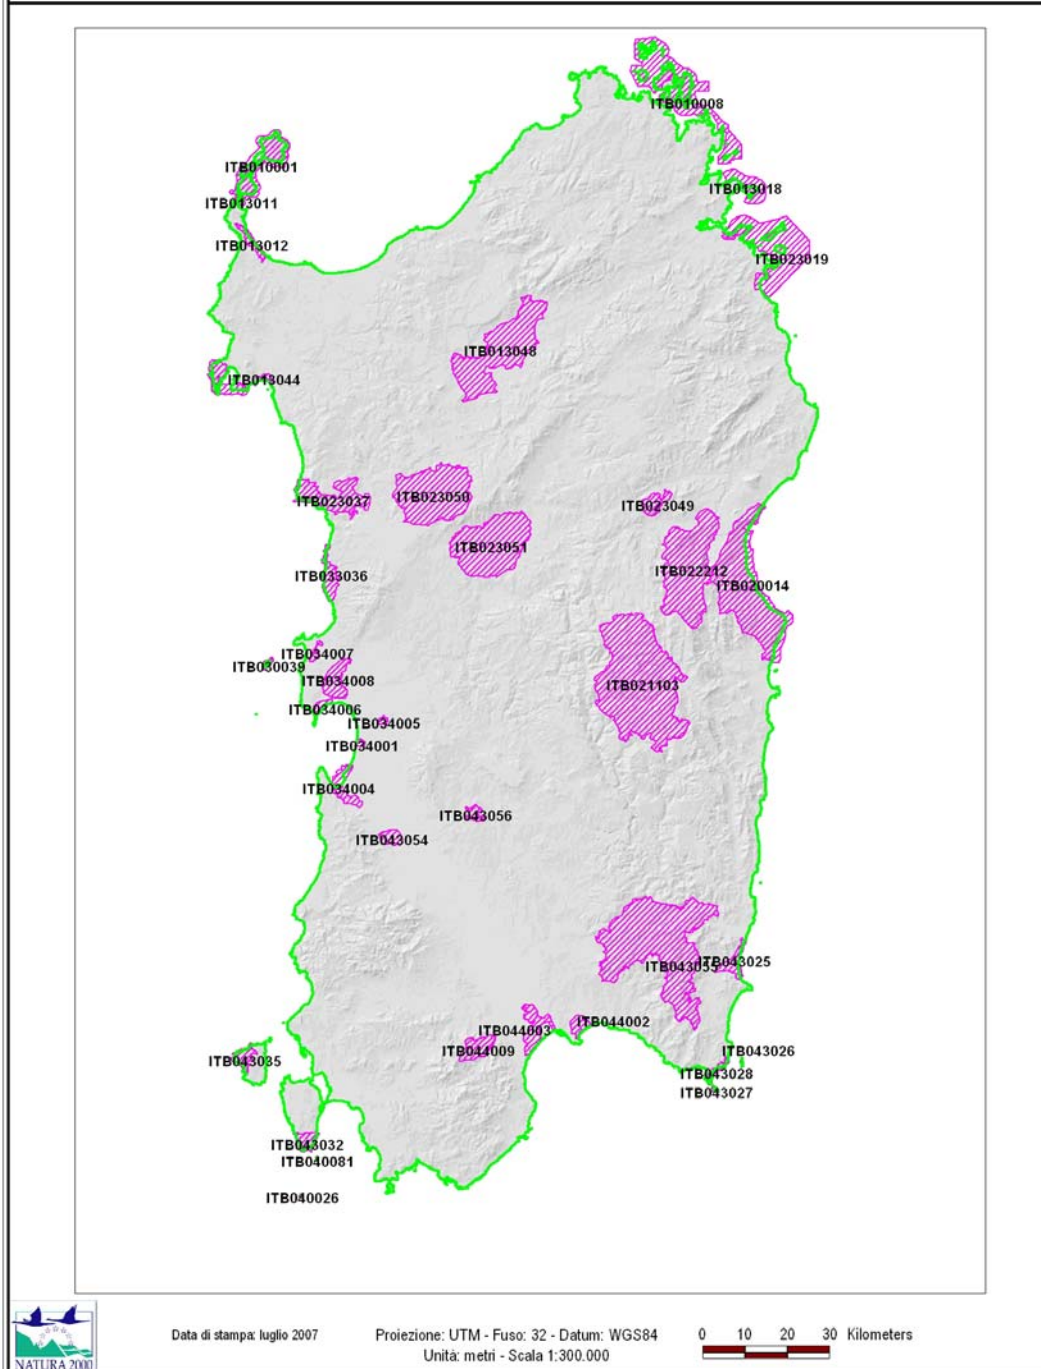 ITB010008
ITB010001
ITB013018
ITB013011
ITB013012
ITB023019
ITB013048
ITB013044
ITB023050
ITB023037
ITB023049
ITB023051
ITB022212
ITB033036
ITB020014
ITB034007
ITB030039
ITB034008
ITB021103
ITB034006
ITB034005
ITB034001
ITB034004
ITB043056
ITB043054
ITB043025
ITB043055
ITB044002
ITB044003
ITB044009
ITB043026
ITB043035
ITB043028
ITB043027
ITB043032
ITB040081
ITB040026
NATURA 2000
Data di stampa: luglio 2007
Proiezione: UTM - Fuso: 32 - Datum: WGS84
Unità: metri - Scala 1:300.000
0 10 20 30 Kilometers